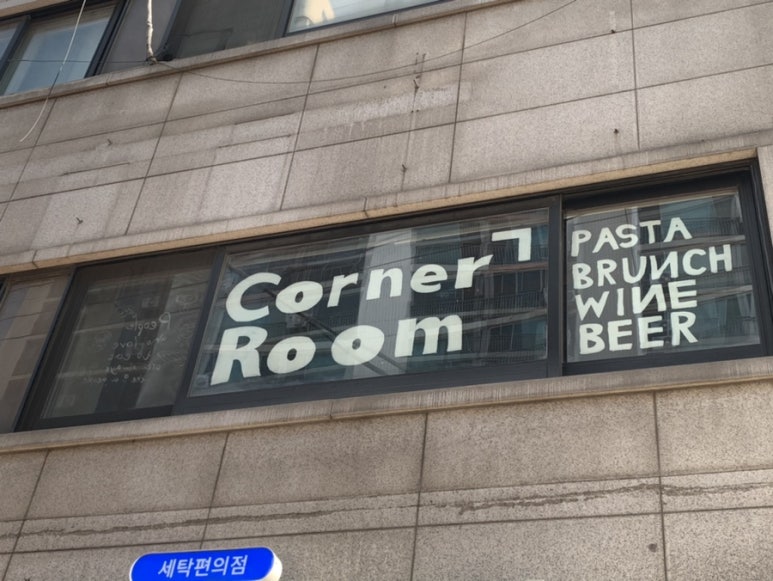 Corner
Room
PASTA
BRUNCH
WINE
BEER
세탁편의점